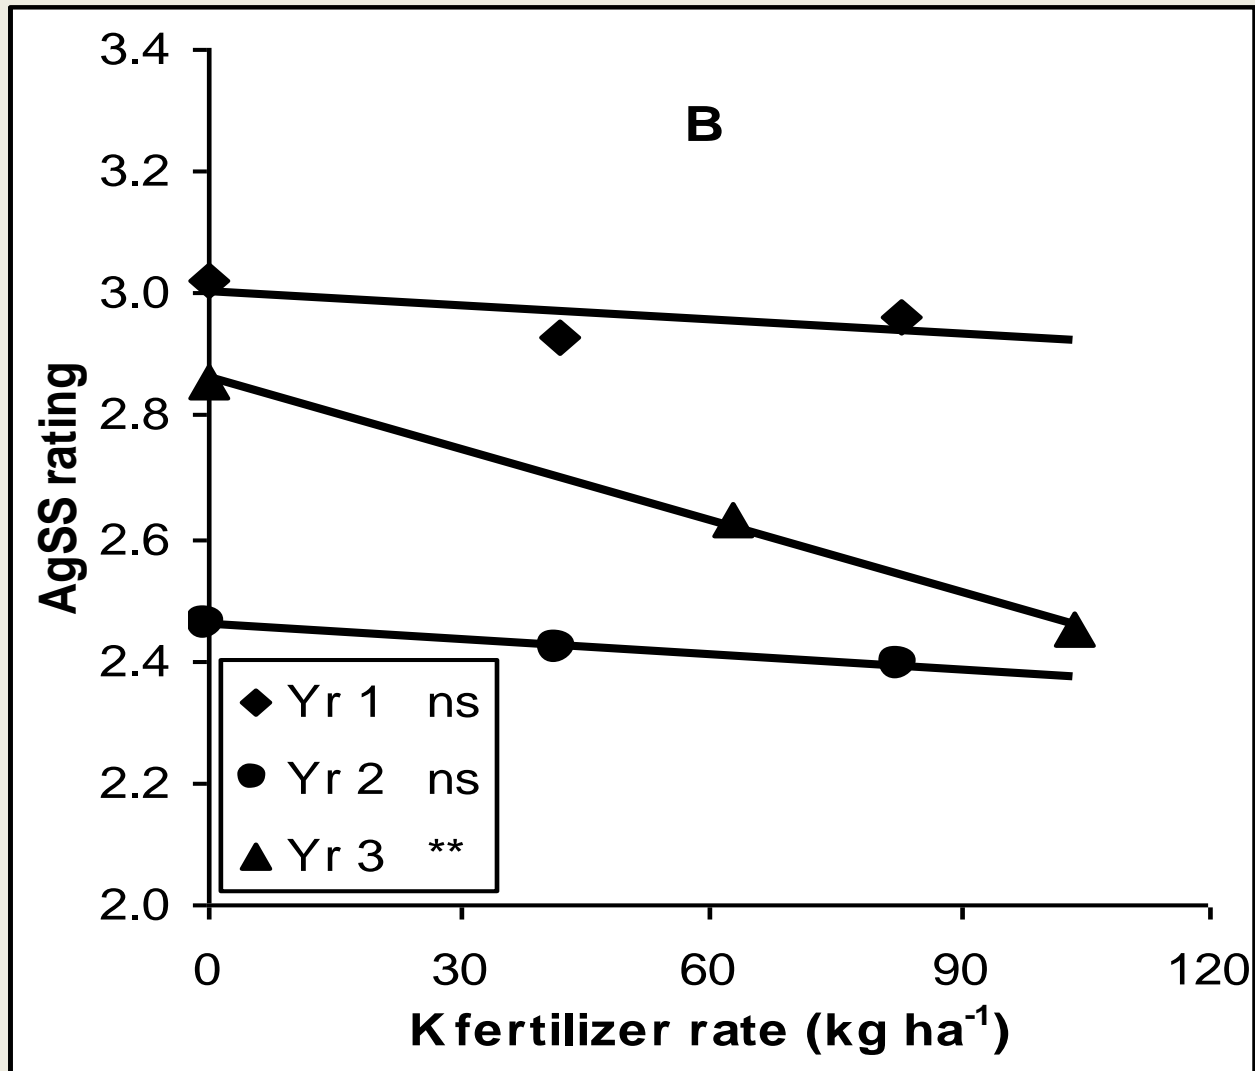 3.4
B
3.2
3.0
2.8
2.6
2.4
2.2
2.0
AgSS rating
Yr 1 ns
Yr 2 ns
Yr 3 **
0 30 60 90 120
K fertilizer rate (kg ha⁻¹)